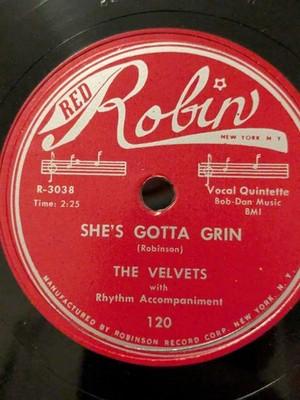 RED
Robin
NEW YORK N. Y.
R-3038
Time: 2:25
Vocal Quintette
Bob-Dan Music
BMI
SHE'S GOTTA GRIN
(Robinson)
THE VELVETS
with
Rhythm Accompaniment
120
MANUFACTURED BY ROBINSON RECORD CORP. NEW YORK, N.Y.